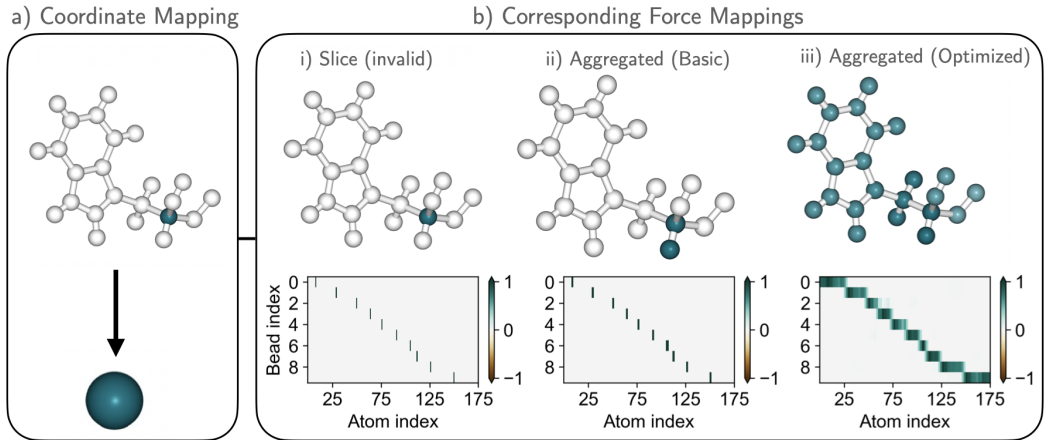 a) Coordinate Mapping
b) Corresponding Force Mappings
i) Slice (invalid)
ii) Aggregated (Basic)
iii) Aggregated (Optimized)
Bead index
0
2
4
6
8
25 75 125 175
Atom index
1
0
−1
0
2
4
6
8
25 75 125 175
Atom index
1
0
−1
0
2
4
6
8
25 75 125 175
Atom index
1
0
−1